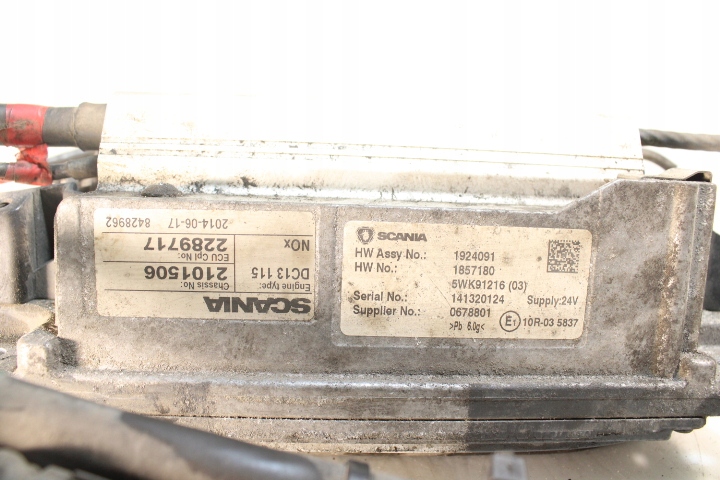 SCANIA
Engine type: Chassis No:
DC13 115 2101506
ECU Cpl No:
NOx 2289717
2014-06-17 8428962
SCANIA
HW Assy No.: 1924091
HW No.: 1857180
5WK91216 (03)
Serial No.: 141320124 Supply:24V
Supplier No.: 0678801
>Pb 6.0g< E1 10R-03 5837